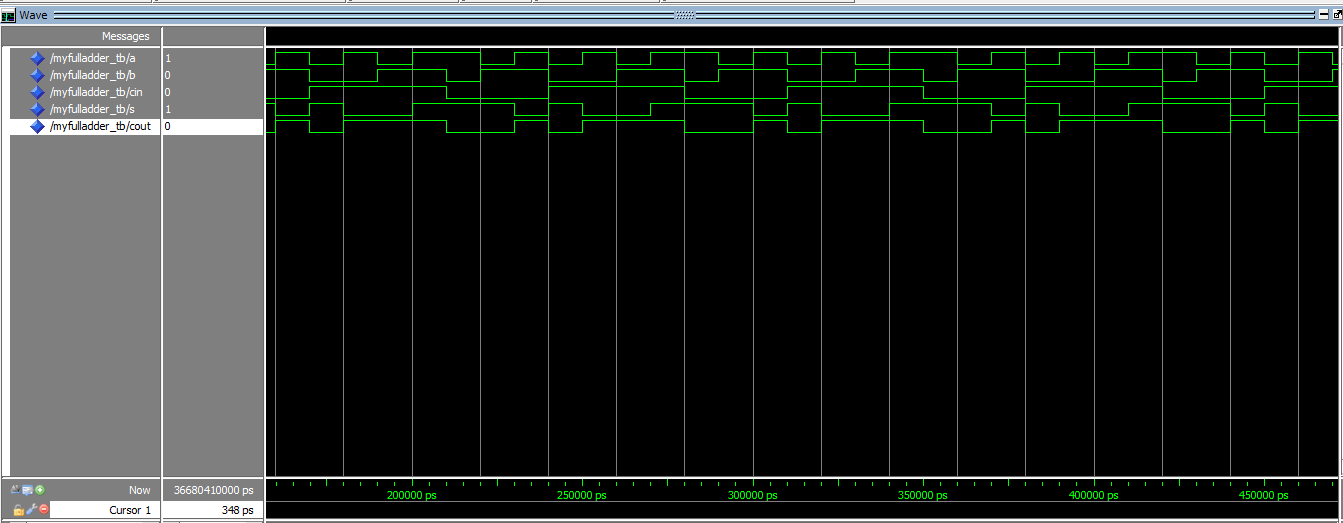 Wave
Messages
/myfulladder_tb/a 1
/myfulladder_tb/b 0
/myfulladder_tb/cin 0
/myfulladder_tb/s 1
/myfulladder_tb/cout 0
Now 36680410000 ps
200000 ps 250000 ps 300000 ps 350000 ps 400000 ps 450000 ps
Cursor 1 348 ps